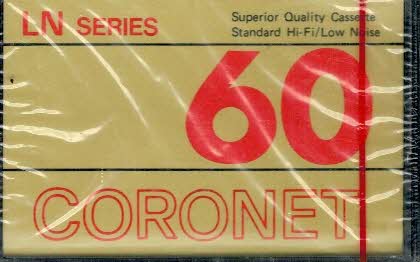 LN SERIES
Superior Quality Cassette
Standard Hi-Fi/Low Noise
60
CORONET